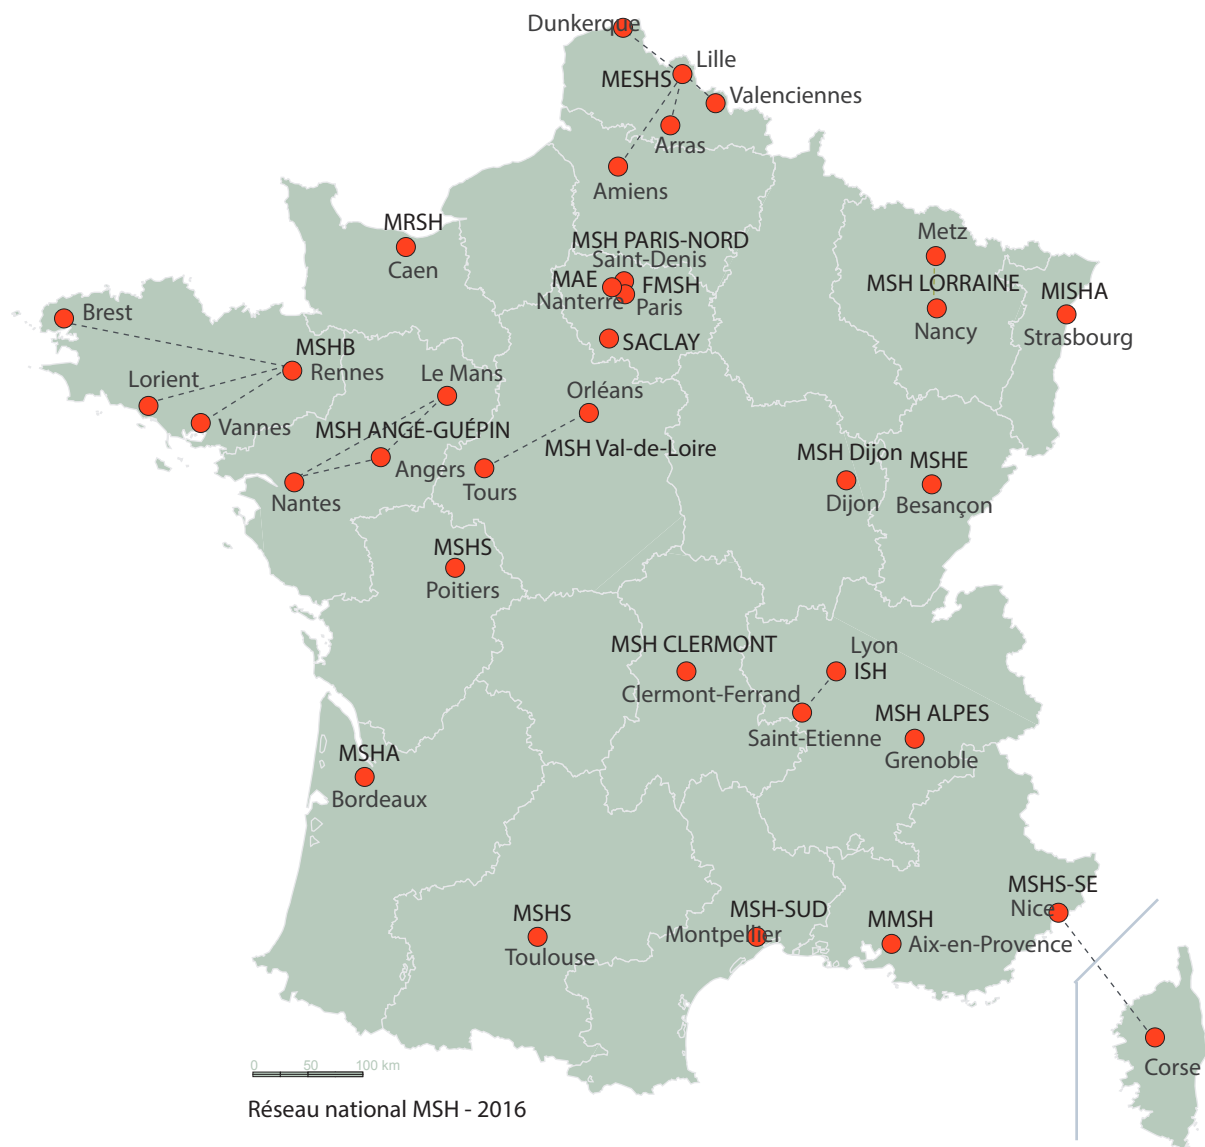 Dunkerque
Lille
MESHS
Valenciennes
Arras
Amiens
MRSH
Caen
MSH PARIS-NORD
Saint-Denis
MAE
FMSH
Nanterre
Paris
SACLAY
Metz
MSH LORRAINE
Nancy
MISHA
Strasbourg
Brest
MSHB
Rennes
Lorient
Vannes
Le Mans
MSH ANGE-GUÉPIN
Angers
Nantes
Orléans
MSH Val-de-Loire
Tours
MSH Dijon
Dijon
MSHE
Besançon
MSHS
Poitiers
MSH CLERMONT
Clermont-Ferrand
Lyon
ISH
Saint-Etienne
MSH ALPES
Grenoble
MSHA
Bordeaux
MSHS
Toulouse
MSH-SUD
Montpellier
MMSH
Aix-en-Provence
MSHS-SE
Nice
Corse
0 50 100 km
Réseau national MSH - 2016